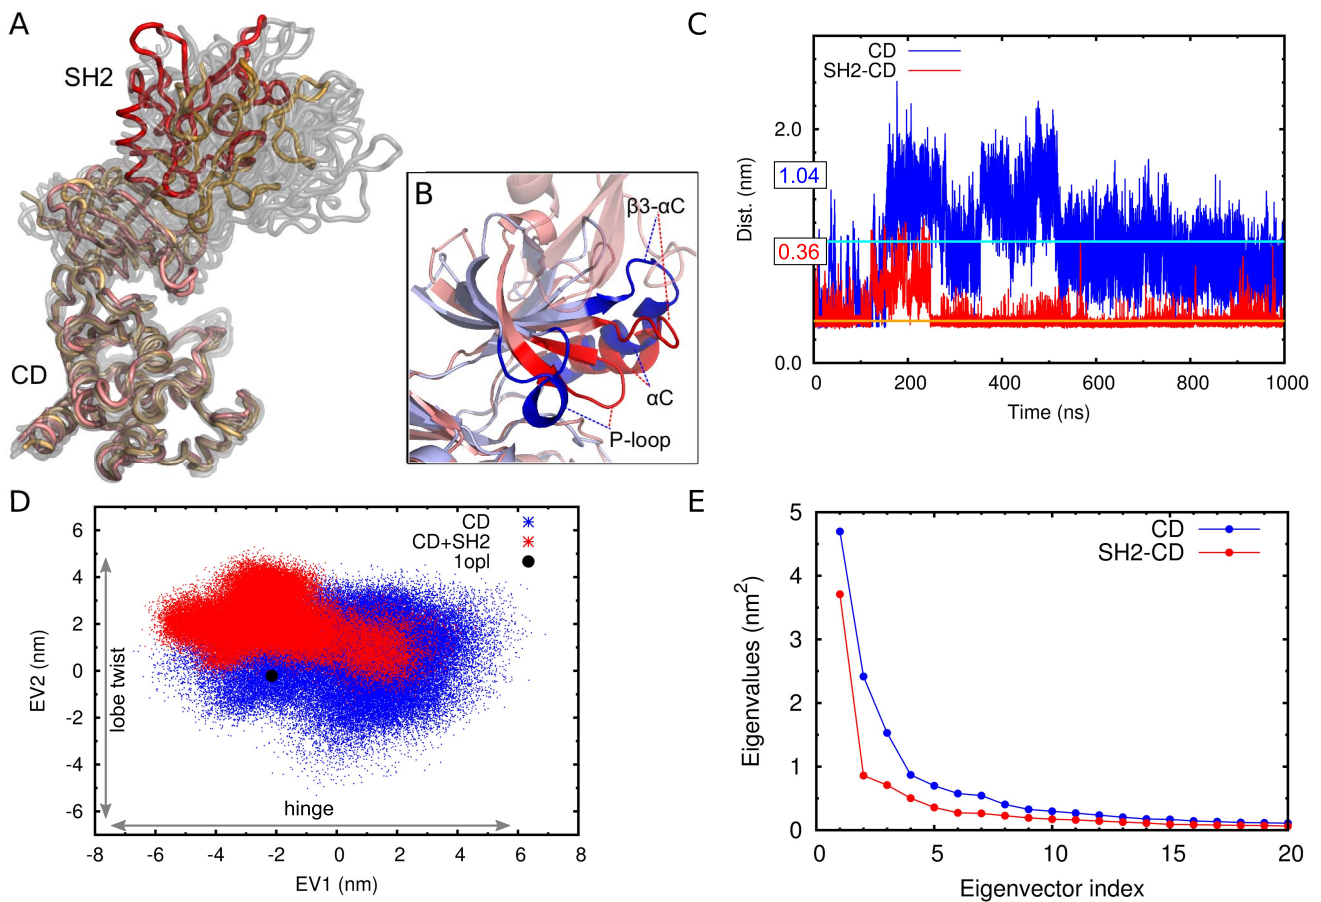 A
SH2
CD
B
β3-αC
αC
P-loop
C
CD
SH2-CD
2.0
1.04
0.36
0.0
Dist. (nm)
0 200 400 600 800 1000
Time (ns)
D
CD
CD+SH2
1opl
6
4
2
0
-2
-4
-6
EV2 (nm)
lobe twist
hinge
-8 -6 -4 -2 0 2 4 6 8
EV1 (nm)
E
CD
SH2-CD
5
4
3
2
1
0
Eigenvalues (nm²)
0 5 10 15 20
Eigenvector index